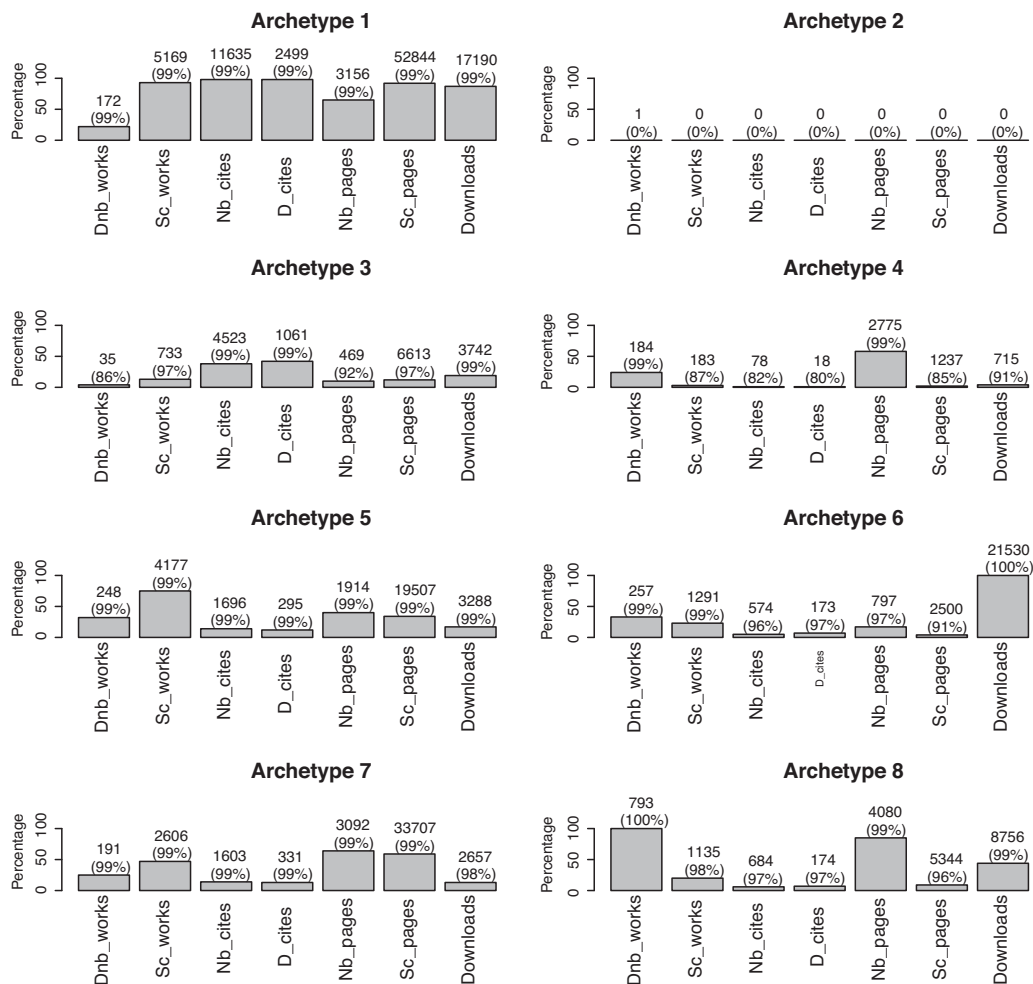 Archetype 1
Percentage
0 50 100
172 5169 11635 2499 3156 52844 17190
(99%) (99%) (99%) (99%) (99%) (99%) (99%)
Dnb_works Sc_works Nb_cites D_cites Nb_pages Sc_pages Downloads
Archetype 2
Percentage
0 50 100
1 0 0 0 0 0 0
(0%) (0%) (0%) (0%) (0%) (0%) (0%)
Dnb_works Sc_works Nb_cites D_cites Nb_pages Sc_pages Downloads
Archetype 3
Percentage
0 50 100
35 733 4523 1061 469 6613 3742
(86%) (97%) (99%) (99%) (92%) (97%) (99%)
Dnb_works Sc_works Nb_cites D_cites Nb_pages Sc_pages Downloads
Archetype 4
Percentage
0 50 100
184 183 78 18 2775 1237 715
(99%) (87%) (82%) (80%) (99%) (85%) (91%)
Dnb_works Sc_works Nb_cites D_cites Nb_pages Sc_pages Downloads
Archetype 5
Percentage
0 50 100
248 4177 1696 295 1914 19507 3288
(99%) (99%) (99%) (99%) (99%) (99%) (99%)
Dnb_works Sc_works Nb_cites D_cites Nb_pages Sc_pages Downloads
Archetype 6
Percentage
0 50 100
257 1291 574 173 797 2500 21530
(99%) (99%) (96%) (97%) (97%) (91%) (100%)
Dnb_works Sc_works Nb_cites D_cites Nb_pages Sc_pages Downloads
Archetype 7
Percentage
0 50 100
191 2606 1603 331 3092 33707 2657
(99%) (99%) (99%) (99%) (99%) (99%) (98%)
Dnb_works Sc_works Nb_cites D_cites Nb_pages Sc_pages Downloads
Archetype 8
Percentage
0 50 100
793 1135 684 174 4080 5344 8756
(100%) (98%) (97%) (97%) (99%) (96%) (99%)
Dnb_works Sc_works Nb_cites D_cites Nb_pages Sc_pages Downloads